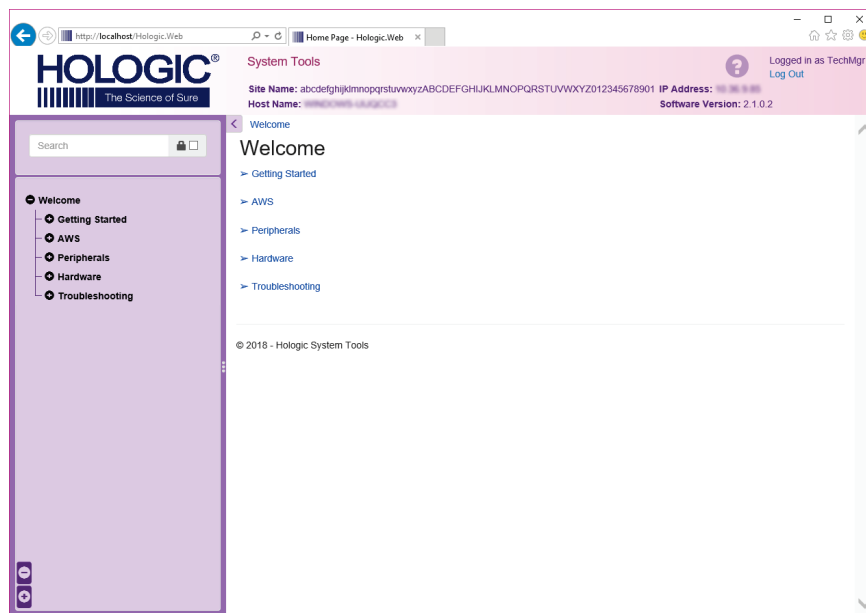 http://localhost/Hologic.Web
Home Page - Hologic.Web
HOLOGIC®
The Science of Sure
System Tools
Logged in as TechMgr
Log Out
Site Name: abcdefghijklmnopqrstuvwxyzABCDEFGHIJKLMNOPQRSTUVWXYZ012345678901 IP Address:
Host Name:
Software Version: 2.1.0.2
Search
Welcome
Welcome
Getting Started
AWS
Peripherals
Hardware
Troubleshooting
Welcome
Getting Started
AWS
Peripherals
Hardware
Troubleshooting
© 2018 - Hologic System Tools